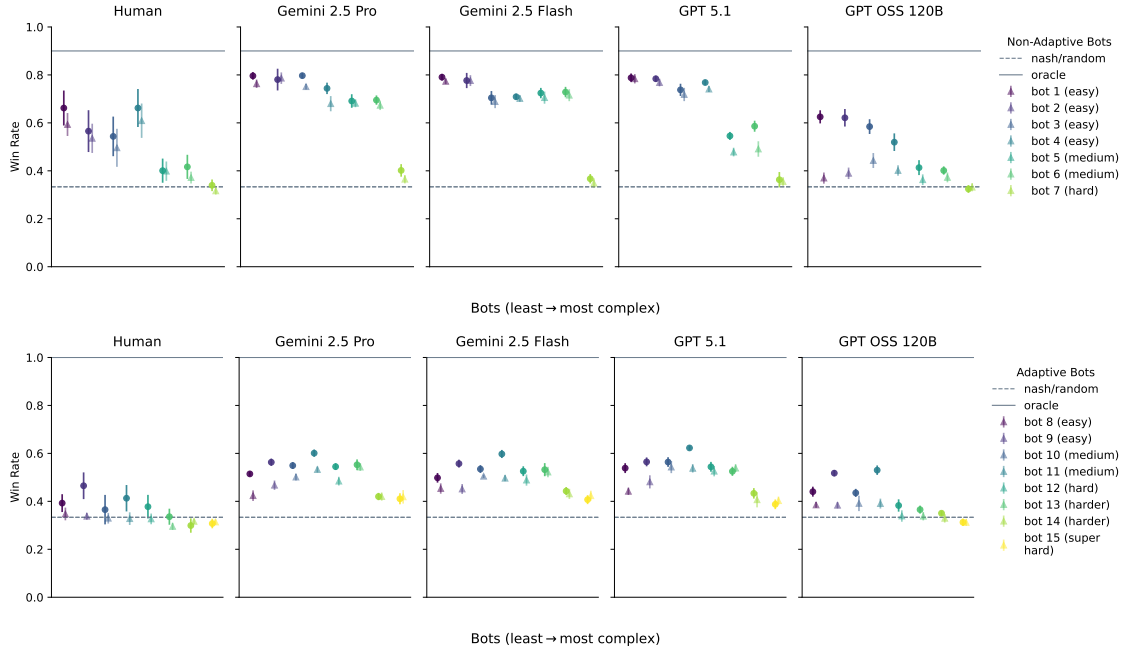 Human
Gemini 2.5 Pro
Gemini 2.5 Flash
GPT 5.1
GPT OSS 120B
1.0
0.8
0.6
0.4
0.2
0.0
Win Rate
Non-Adaptive Bots
nash/random
oracle
bot 1 (easy)
bot 2 (easy)
bot 3 (easy)
bot 4 (easy)
bot 5 (medium)
bot 6 (medium)
bot 7 (hard)
Bots (least→most complex)
Human
Gemini 2.5 Pro
Gemini 2.5 Flash
GPT 5.1
GPT OSS 120B
1.0
0.8
0.6
0.4
0.2
0.0
Win Rate
Adaptive Bots
nash/random
oracle
bot 8 (easy)
bot 9 (easy)
bot 10 (medium)
bot 11 (medium)
bot 12 (hard)
bot 13 (harder)
bot 14 (harder)
bot 15 (super
hard)
Bots (least→most complex)